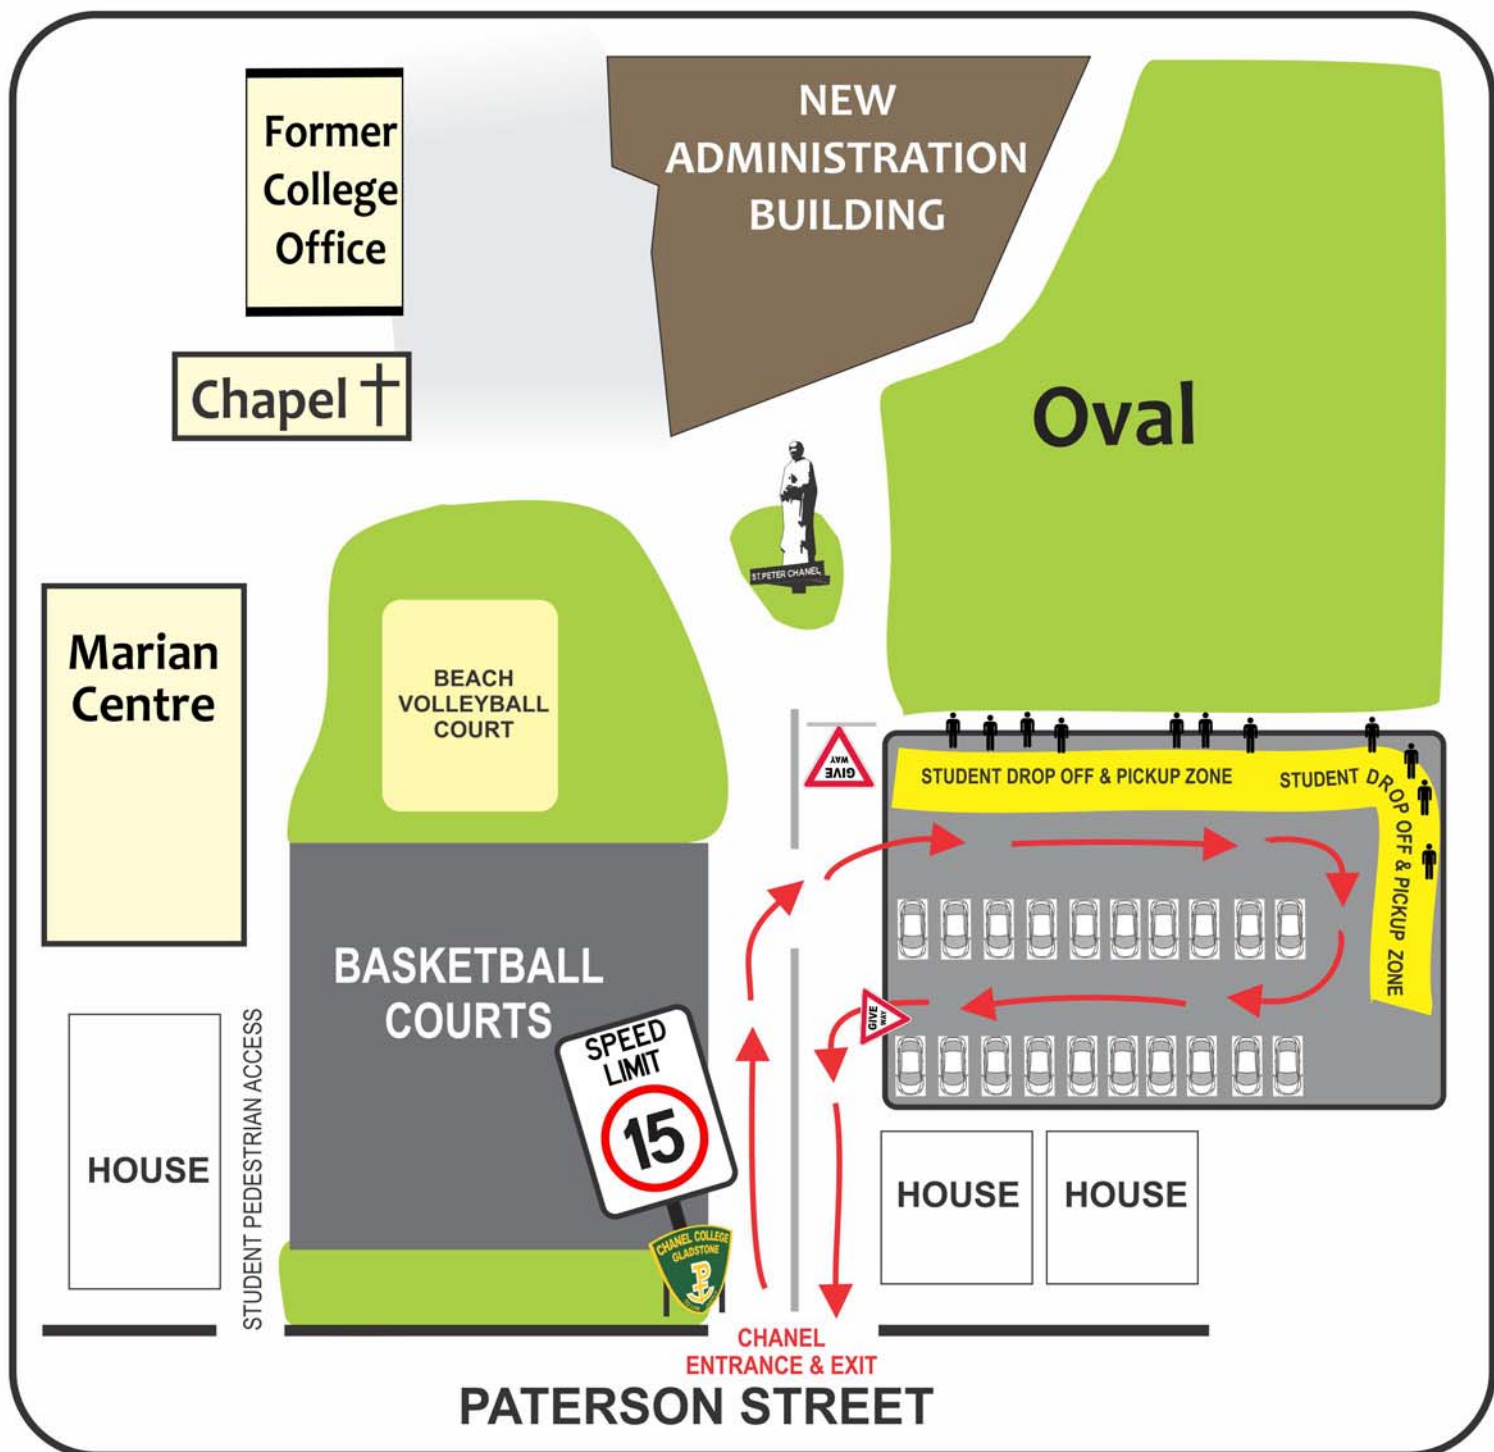 Former
College
Office
NEW
ADMINISTRATION
BUILDING
Chapel
Oval
ST. PETER CHANEL
Marian
Centre
BEACH
VOLLEYBALL
COURT
GIVE
WAY
STUDENT DROP OFF & PICKUP ZONE
STUDENT DROP OFF & PICKUP ZONE
BASKETBALL
COURTS
GIVE
WAY
SPEED
LIMIT
15
HOUSE
STUDENT PEDESTRIAN ACCESS
HOUSE
HOUSE
CHANEL COLLEGE
GLADSTONE
CHANEL
ENTRANCE & EXIT
PATERSON STREET